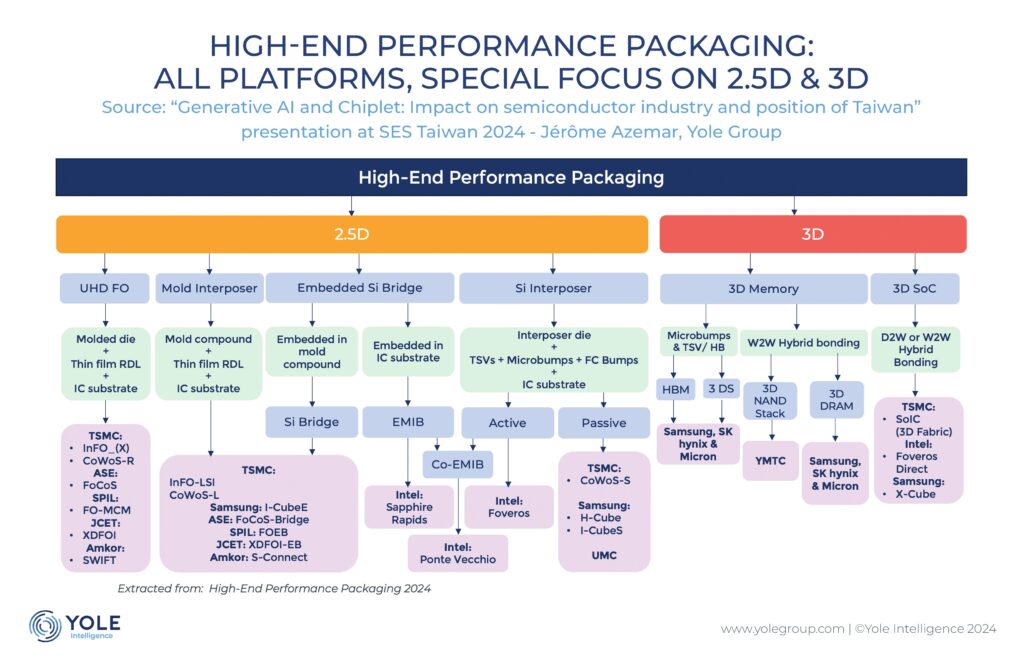 HIGH-END PERFORMANCE PACKAGING:
ALL PLATFORMS, SPECIAL FOCUS ON 2.5D & 3D
Source: “Generative AI and Chiplet: Impact on semiconductor industry and position of Taiwan”
presentation at SES Taiwan 2024 - Jérôme Azemar, Yole Group
High-End Performance Packaging
2.5D
3D
UHD FO
Mold Interposer
Embedded Si Bridge
Si Interposer
3D Memory
3D SoC
Molded die
+
Thin film RDL
+
IC substrate
Mold compound
+
Thin film RDL
+
IC substrate
Embedded in
mold
compound
Embedded in
IC substrate
Interposer die
+
TSVs + Microbumps + FC Bumps
+
IC substrate
Microbumps
& TSV/ HB
W2W Hybrid bonding
D2W or W2W
Hybrid
Bonding
HBM
3 DS
3D
NAND
Stack
3D
DRAM
Si Bridge
EMIB
Co-EMIB
Active
Passive
TSMC:
• InFO_(X)
• CoWoS-R
ASE:
• FoCoS
SPIL:
• FO-MCM
JCET:
• XDFOI
Amkor:
• SWIFT
TSMC:
InFO-LSI
CoWoS-L
Samsung: I-CubeE
ASE: FoCoS-Bridge
SPIL: FOEB
JCET: XDFOI-EB
Amkor: S-Connect
Intel:
Sapphire
Rapids
Intel:
Ponte Vecchio
Intel:
Foveros
TSMC:
• CoWoS-S
Samsung:
• H-Cube
• I-CubeS
UMC
Samsung, SK
hynix &
Micron
YMTC
Samsung,
SK hynix
& Micron
TSMC:
• SoIC
(3D Fabric)
Intel:
• Foveros
Direct
Samsung:
• X-Cube
Extracted from: High-End Performance Packaging 2024
YOLE
Intelligence
www.yolegroup.com | ©Yole Intelligence 2024